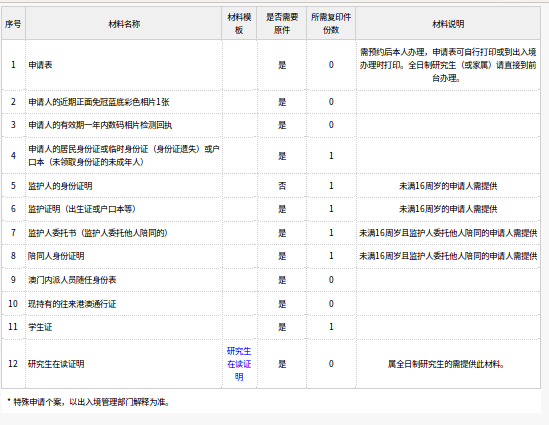 序号 材料名称 材料模板 是否需要原件 所需复印件份数 材料说明
1 申请表 是 0 需预约后本人办理，申请表可自行打印或到出入境办理时打印。全日制研究生（或家属）请直接到前台办理。
2 申请人的近期正面免冠蓝底彩色相片1张 是 0
3 申请人的有效期一年内数码相片检测回执 是 0
4 申请人的居民身份证或临时身份证（身份证遗失）或户口本（未领取身份证的未成年人） 是 1
5 监护人的身份证明 否 1 未满16周岁的申请人需提供
6 监护证明（出生证或户口本等） 是 1 未满16周岁的申请人需提供
7 监护人委托书（监护人委托他人陪同的） 是 1 未满16周岁且监护人委托他人陪同的申请人需提供
8 陪同人身份证明 是 1 未满16周岁且监护人委托他人陪同的申请人需提供
9 澳门内派人员随任身份表 是 0
10 现持有的往来港澳通行证 是 0
11 学生证 是 1
12 研究生在读证明 研究生在读证明 是 0 属全日制研究生的需提供此材料。
* 特殊申请个案，以出入境管理部门解释为准。